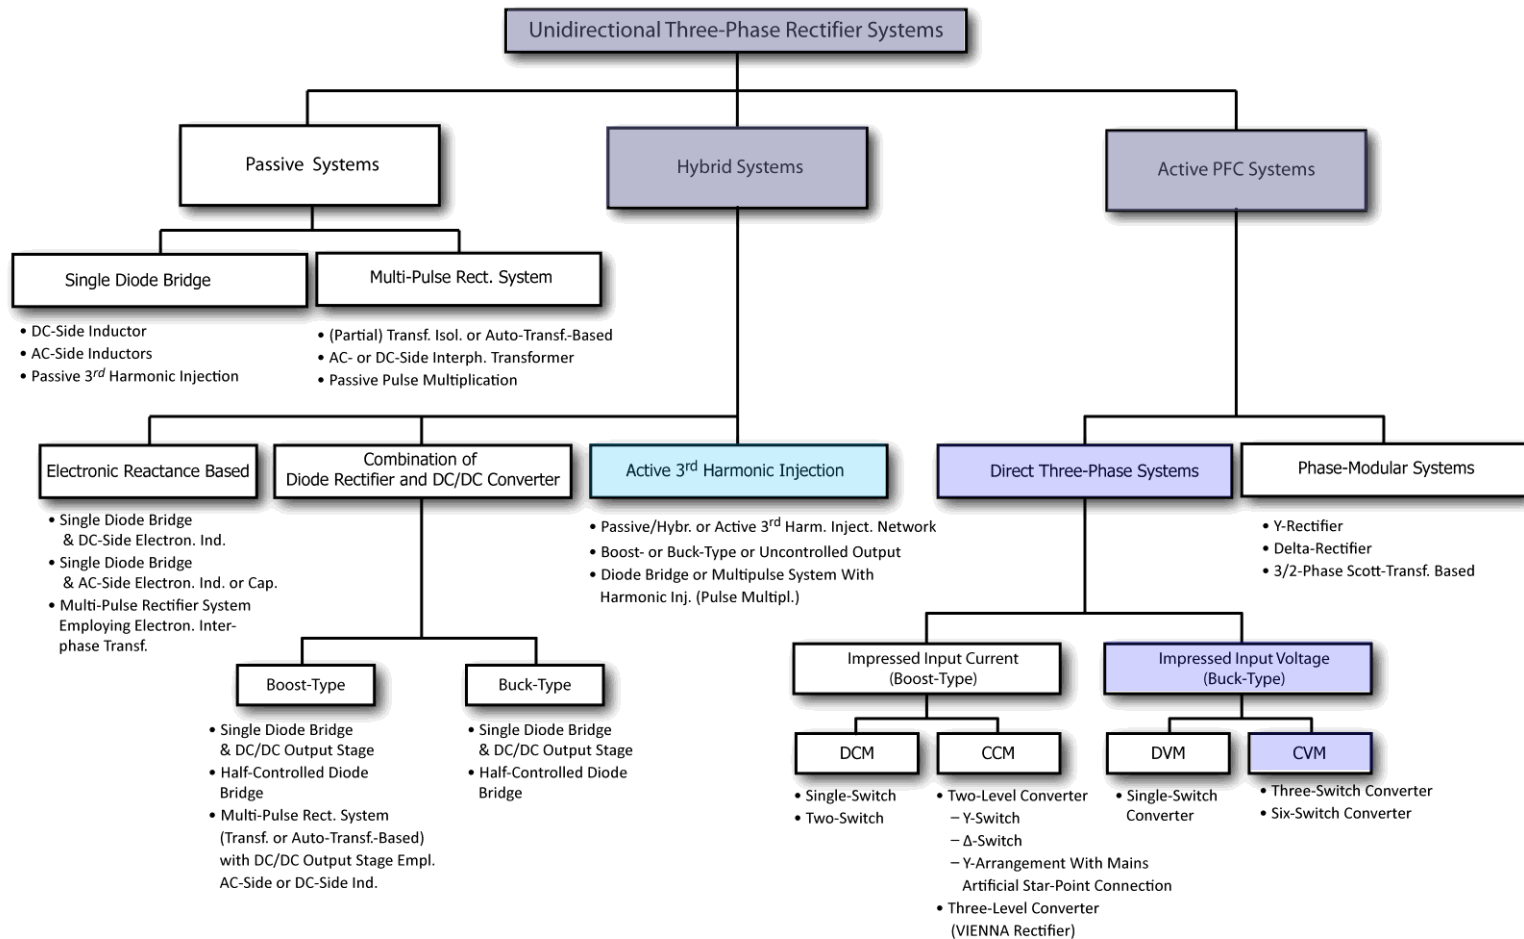 Unidirectional Three-Phase Rectifier Systems
Passive Systems
Hybrid Systems
Active PFC Systems
Single Diode Bridge
• DC-Side Inductor
• AC-Side Inductors
• Passive 3rd Harmonic Injection
Multi-Pulse Rect. System
• (Partial) Transf. Isol. or Auto-Transf.-Based
• AC- or DC-Side Interph. Transformer
• Passive Pulse Multiplication
Electronic Reactance Based
• Single Diode Bridge
& DC-Side Electron. Ind.
• Single Diode Bridge
& AC-Side Electron. Ind. or Cap.
• Multi-Pulse Rectifier System
Employing Electron. Inter-
phase Transf.
Combination of
Diode Rectifier and DC/DC Converter
Boost-Type
• Single Diode Bridge
& DC/DC Output Stage
• Half-Controlled Diode
Bridge
• Multi-Pulse Rect. System
(Transf. or Auto-Transf.-Based)
with DC/DC Output Stage Empl.
AC-Side or DC-Side Ind.
Buck-Type
• Single Diode Bridge
& DC/DC Output Stage
• Half-Controlled Diode
Bridge
Active 3rd Harmonic Injection
• Passive/Hybr. or Active 3rd Harm. Inject. Network
• Boost- or Buck-Type or Uncontrolled Output
• Diode Bridge or Multipulse System With
Harmonic Inj. (Pulse Multipl.)
Direct Three-Phase Systems
Phase-Modular Systems
• Y-Rectifier
• Delta-Rectifier
• 3/2-Phase Scott-Transf. Based
Impressed Input Current
(Boost-Type)
DCM
• Single-Switch
• Two-Switch
CCM
• Two-Level Converter
– Y-Switch
– Δ-Switch
– Y-Arrangement With Mains
Artificial Star-Point Connection
• Three-Level Converter
(VIENNA Rectifier)
Impressed Input Voltage
(Buck-Type)
DVM
• Single-Switch
Converter
CVM
• Three-Switch Converter
• Six-Switch Converter